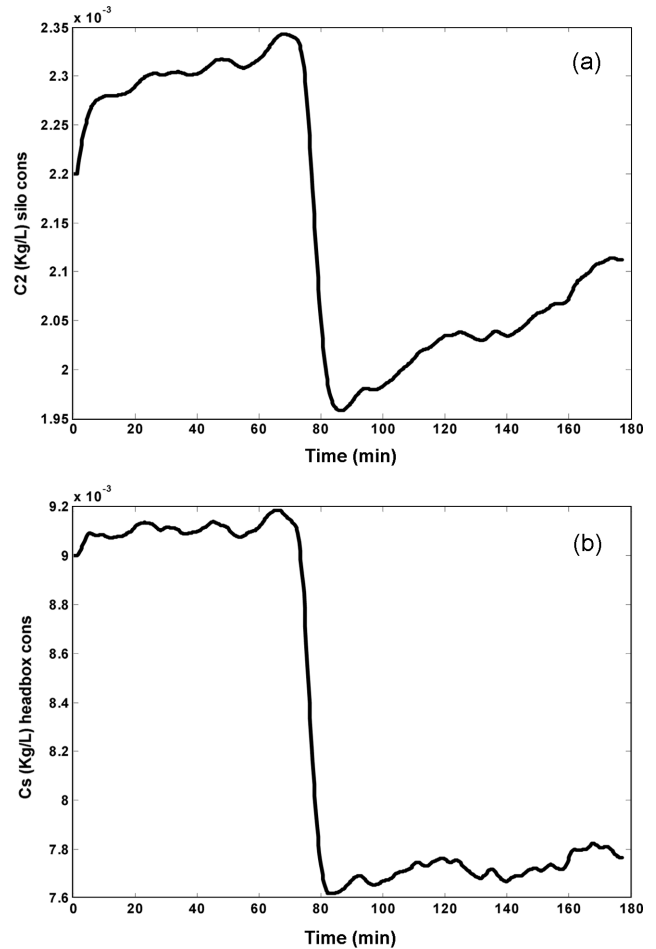 x 10⁻³
2.35
(a)
2.3
2.25
2.2
2.15
2.1
2.05
2
1.95
C2 (Kg/L) silo cons
0 20 40 60 80 100 120 140 160 180
Time (min)
x 10⁻³
9.2
(b)
9
8.8
8.6
8.4
8.2
8
7.8
7.6
Cs (Kg/L) headbox cons
0 20 40 60 80 100 120 140 160 180
Time (min)